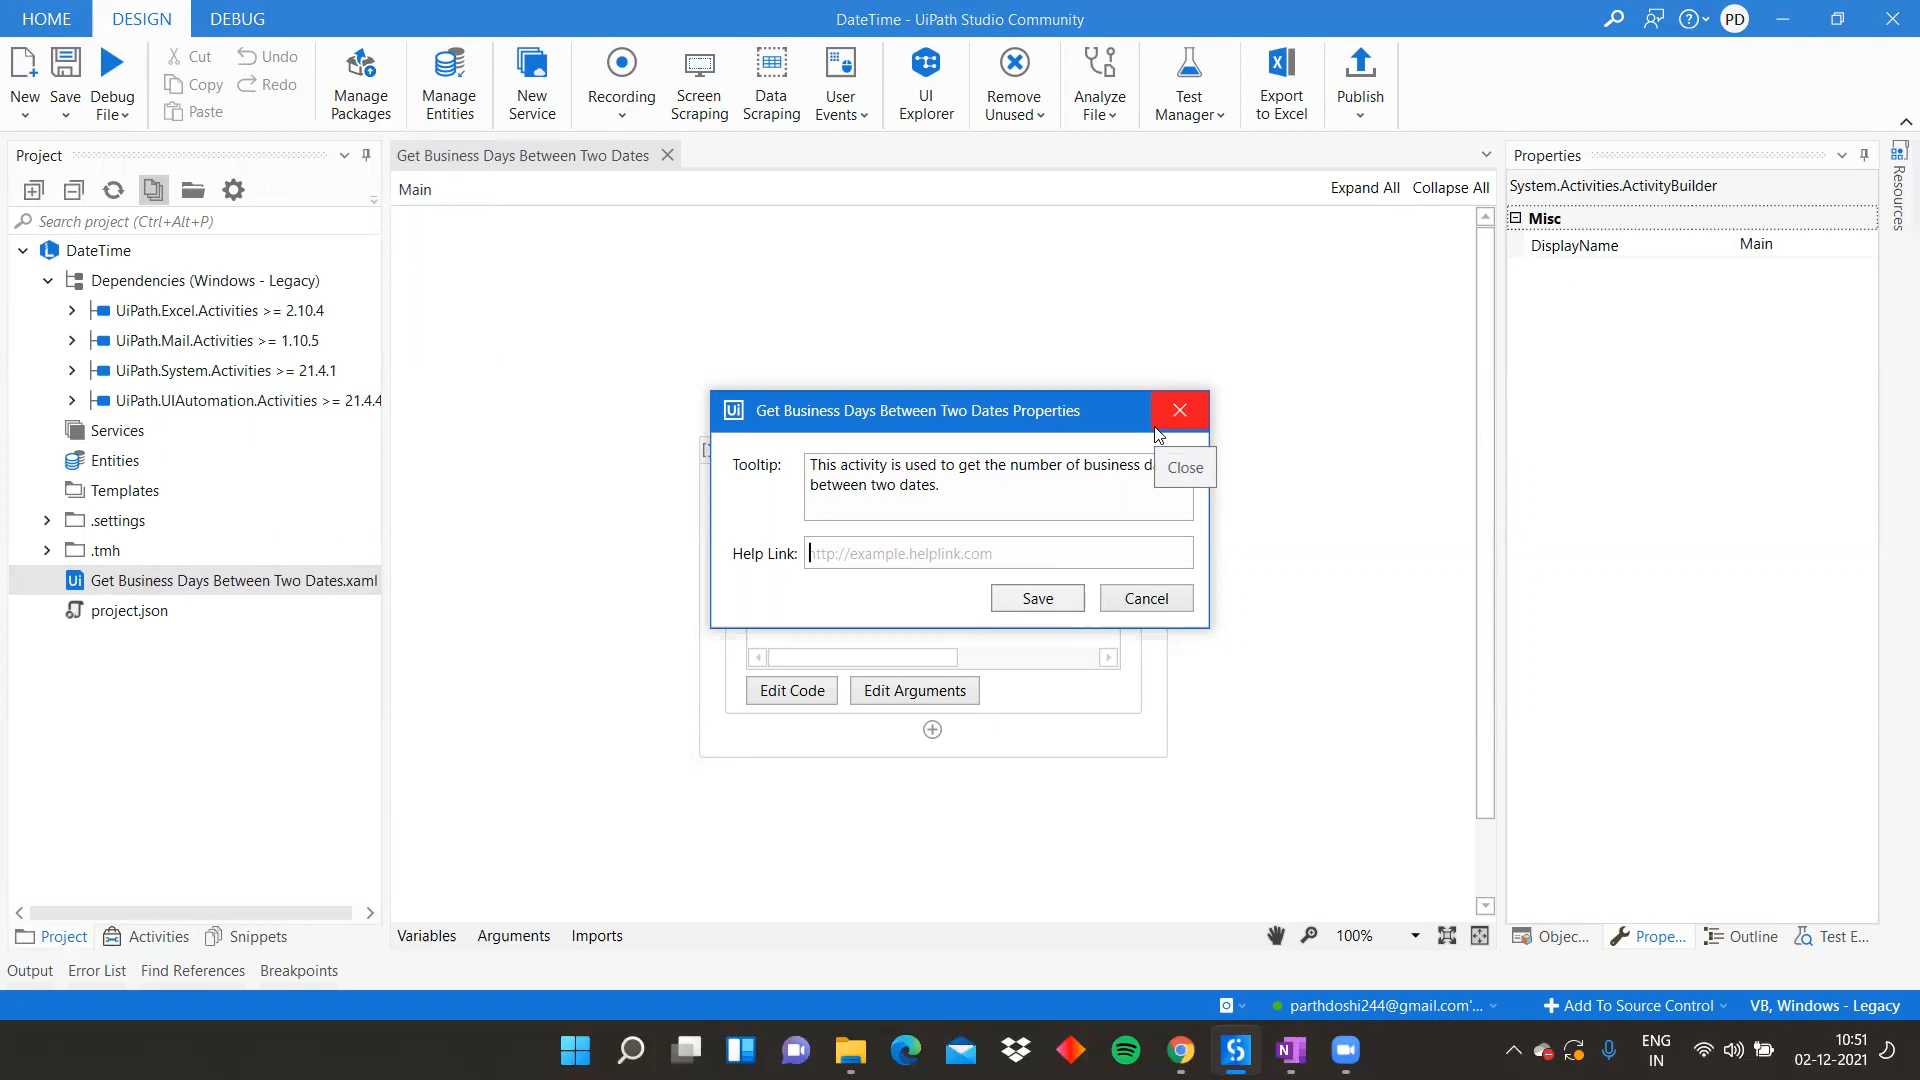 HOME
DESIGN
DEBUG
DateTime - UiPath Studio Community
PD
New
Save
Debug File
Cut
Copy
Paste
Undo
Redo
Manage Packages
Manage Entities
New Service
Recording
Screen Scraping
Data Scraping
User Events
UI Explorer
Remove Unused
Analyze File
Test Manager
Export to Excel
Publish
Project
Search project (Ctrl+Alt+P)
DateTime
Dependencies (Windows - Legacy)
UiPath.Excel.Activities >= 2.10.4
UiPath.Mail.Activities >= 1.10.5
UiPath.System.Activities >= 21.4.1
UiPath.UIAutomation.Activities >= 21.4.4
Services
Entities
Templates
.settings
.tmh
Get Business Days Between Two Dates.xaml
project.json
Project
Activities
Snippets
Get Business Days Between Two Dates
Main
Expand All
Collapse All
Ui
Get Business Days Between Two Dates Properties
Tooltip:
This activity is used to get the number of business
between two dates.
Close
Help Link:
http://example.helplink.com
Save
Cancel
Edit Code
Edit Arguments
Variables
Arguments
Imports
100%
Properties
System.Activities.ActivityBuilder
Misc
DisplayName
Main
Resources
Objec...
Prope...
Outline
Test E...
Output
Error List
Find References
Breakpoints
parthdoshi244@gmail.com'...
Add To Source Control
VB, Windows - Legacy
ENG
IN
10:51
02-12-2021